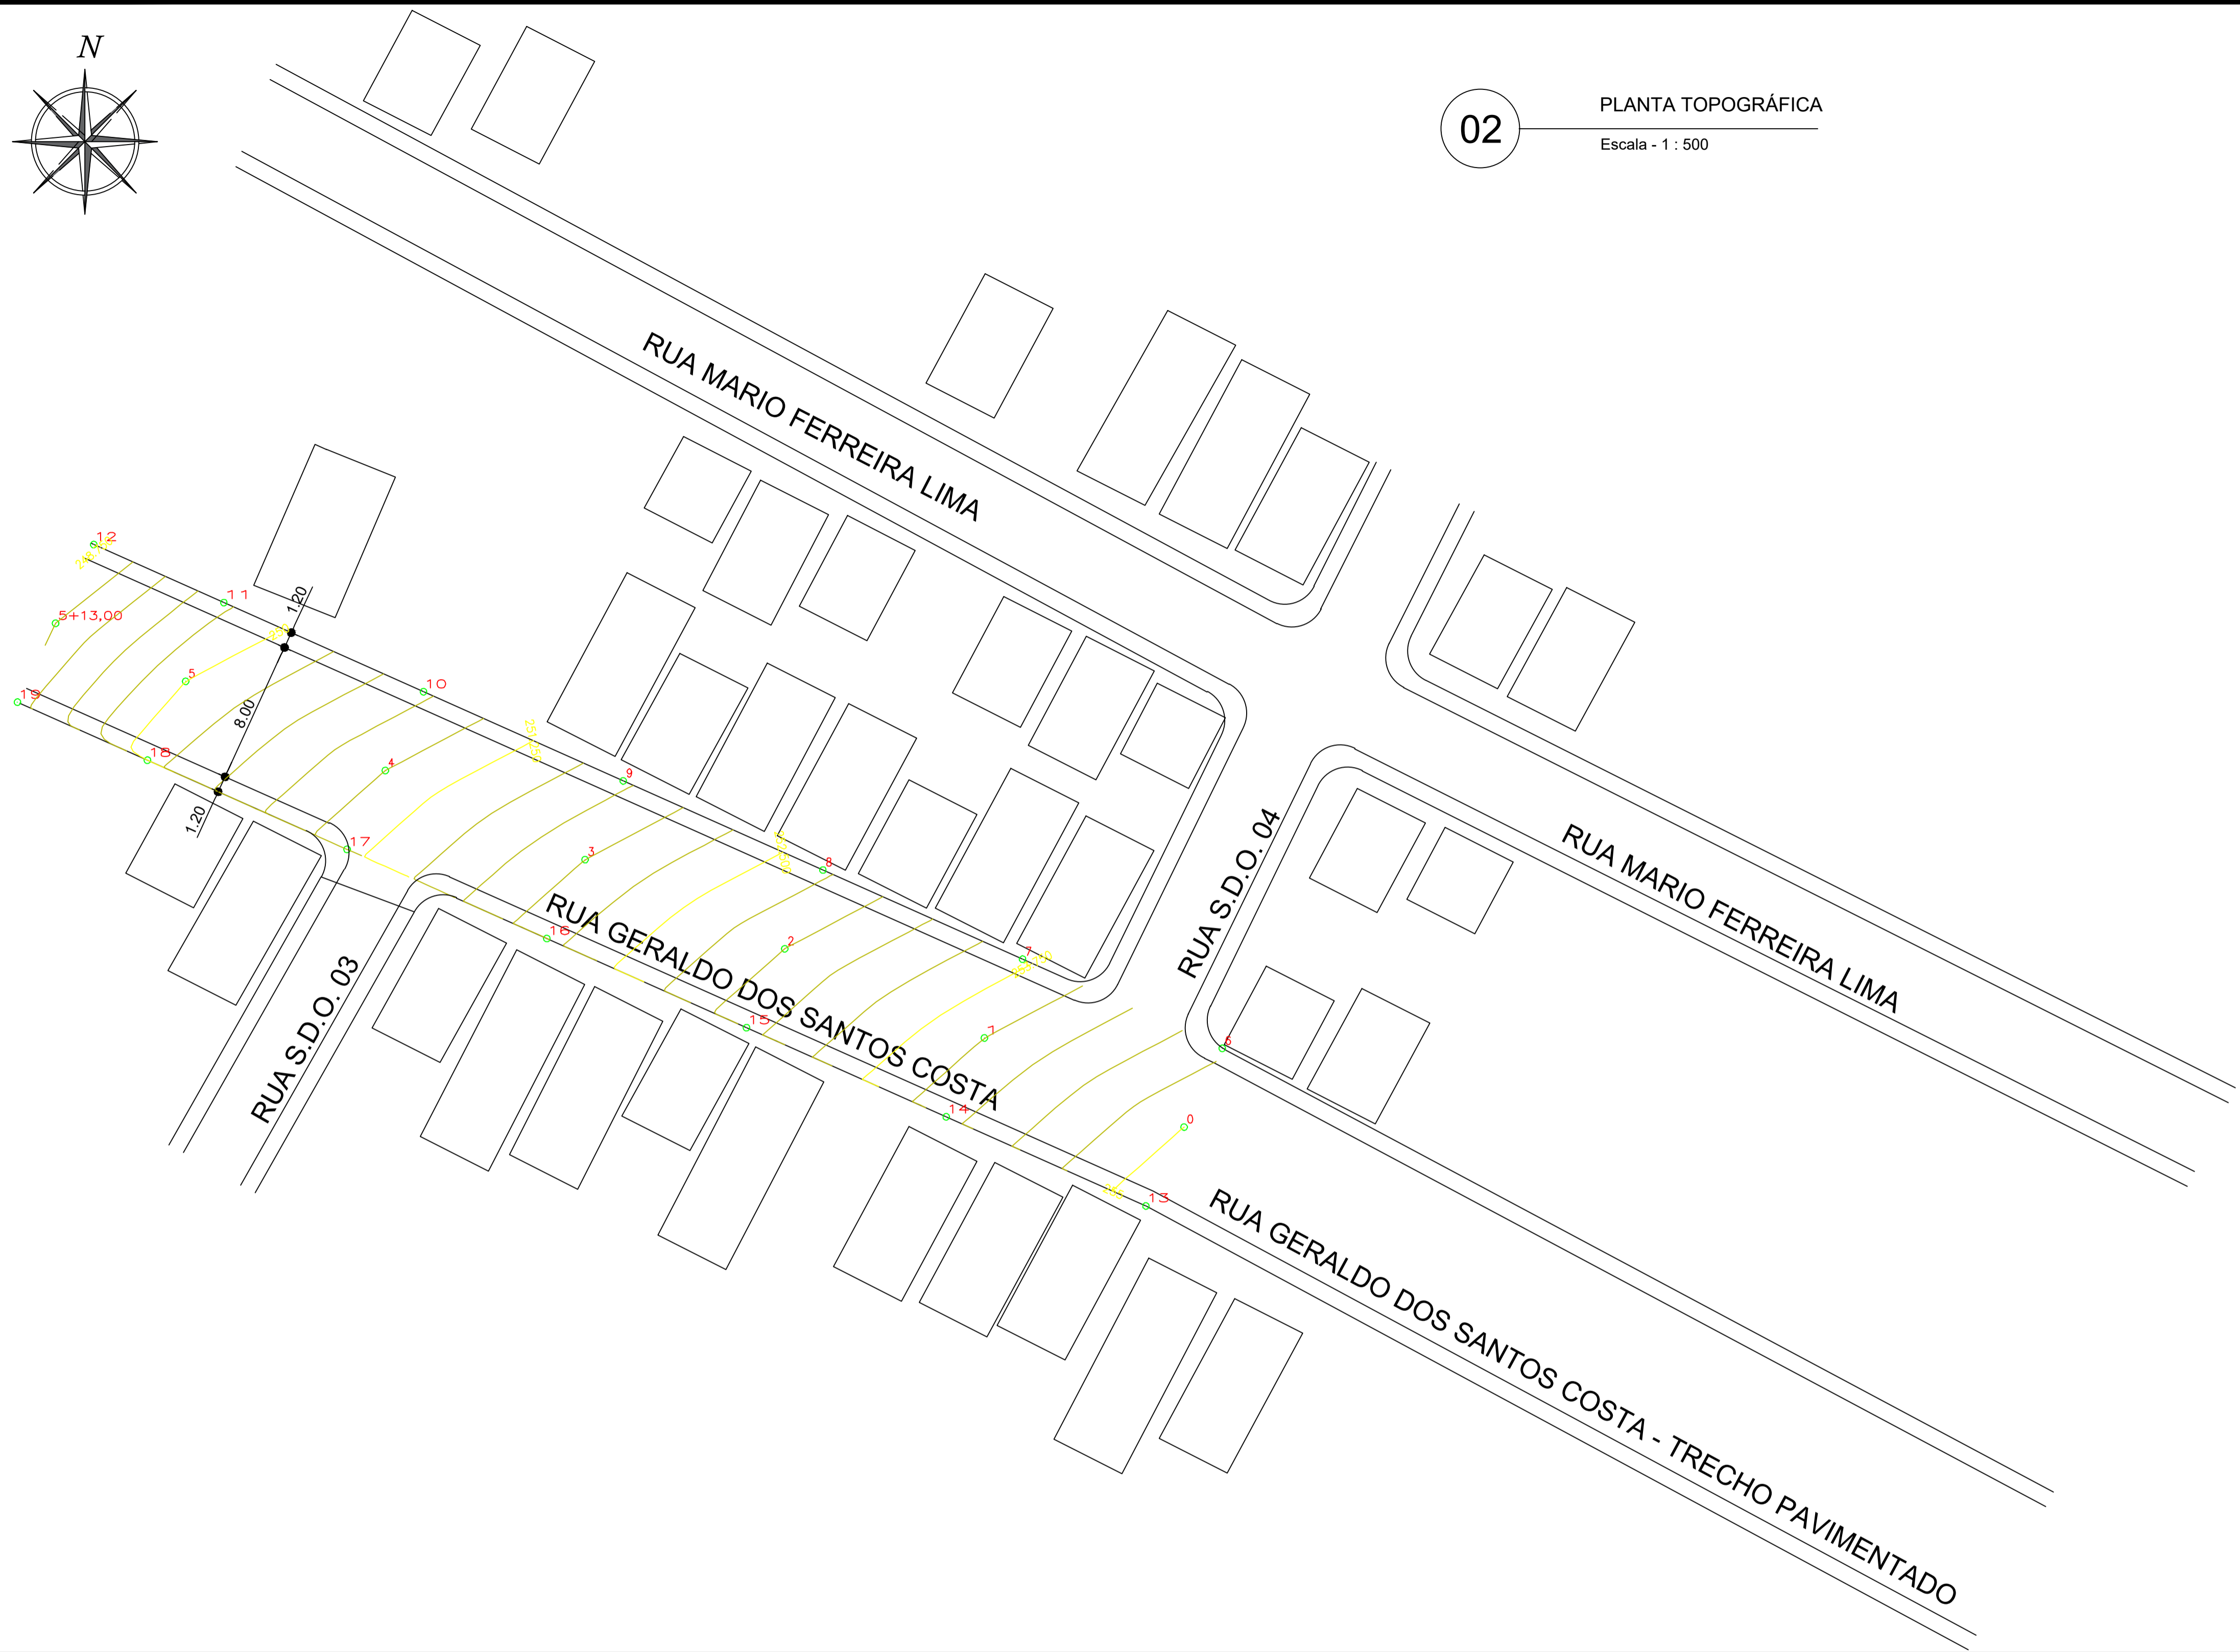 N
02
PLANTA TOPOGRÁFICA
Escala - 1 : 500
RUA MARIO FERREIRA LIMA
12
11
1.20
5+13,00
5
10
19
8.00
18
4
9
1.20
17
3
8
RUA S.D.O. 04
RUA MARIO FERREIRA LIMA
16
RUA GERALDO DOS SANTOS COSTA
2
7
RUA S.D.O. 03
15
1
6
14
0
13
RUA GERALDO DOS SANTOS COSTA - TRECHO PAVIMENTADO